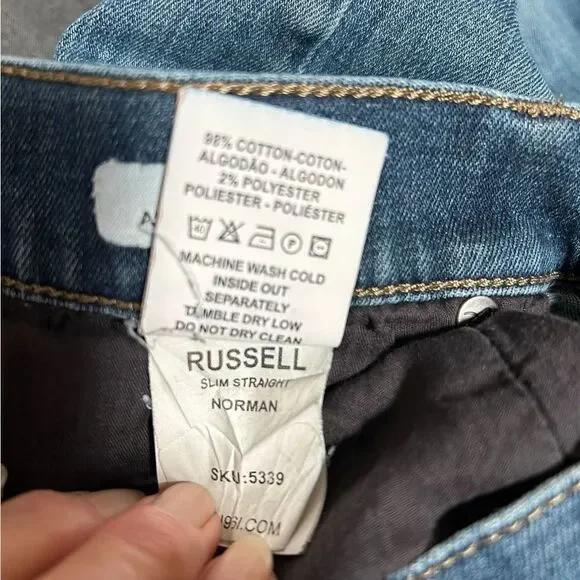 98% COTTON-COTON-
ALGODÃO - ALGODON
2% POLYESTER
POLIESTER - POLIÉSTER
40
P
MACHINE WASH COLD
INSIDE OUT
SEPARATELY
TUMBLE DRY LOW
DO NOT DRY CLEAN
RUSSELL
SLIM STRAIGHT
NORMAN
SKU:5339
A